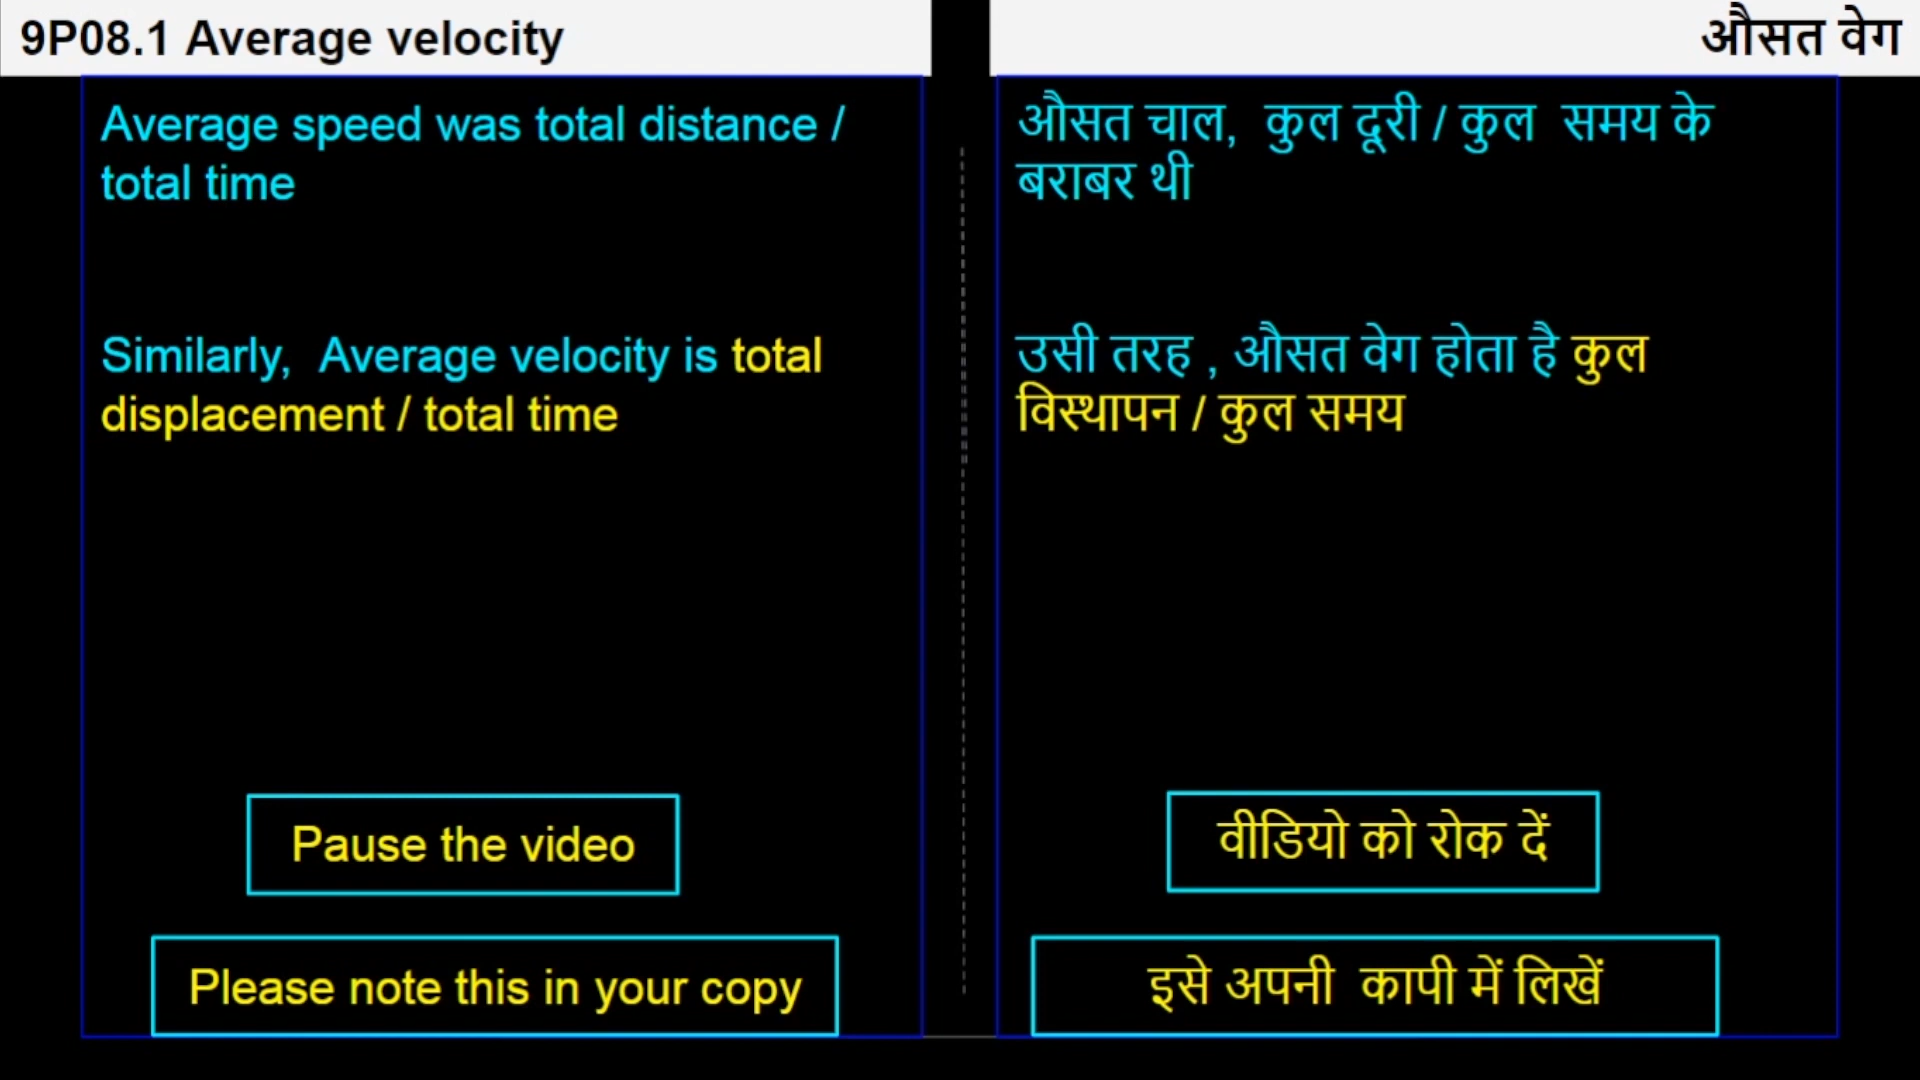 9P08.1 Average velocity
औसत वेग
Average speed was total distance /
total time
Similarly, Average velocity is total
displacement / total time
Pause the video
Please note this in your copy
औसत चाल, कुल दूरी / कुल समय के
बराबर थी
उसी तरह , औसत वेग होता है कुल
विस्थापन / कुल समय
वीडियो को रोक दें
इसे अपनी कापी में लिखें